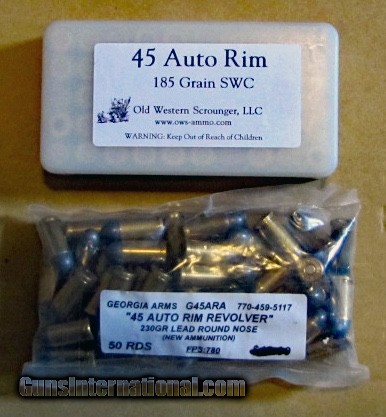 45 Auto Rim
185 Grain SWC
Old Western Scrounger, LLC
www.ows-ammo.com
WARNING: Keep Out of Reach of Children
GEORGIA ARMS G45ARA 770-459-5117
"45 AUTO RIM REVOLVER"
230GR LEAD ROUND NOSE
(NEW AMMUNITION)
50 RDS FPS:780
GunsInternational.com